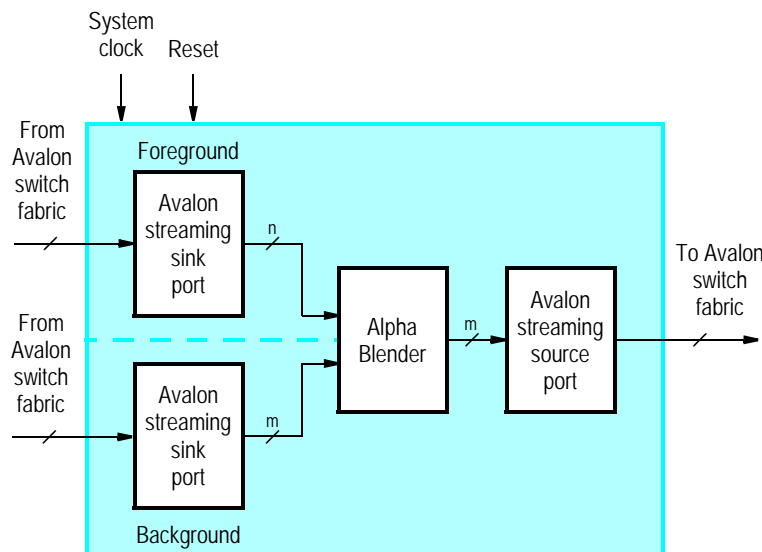 System
clock
Reset
From
Avalon
switch
fabric
Foreground
Avalon
streaming
sink
port
n
From
Avalon
switch
fabric
Avalon
streaming
sink
port
m
Background
Alpha
Blender
m
Avalon
streaming
source
port
To Avalon
switch
fabric